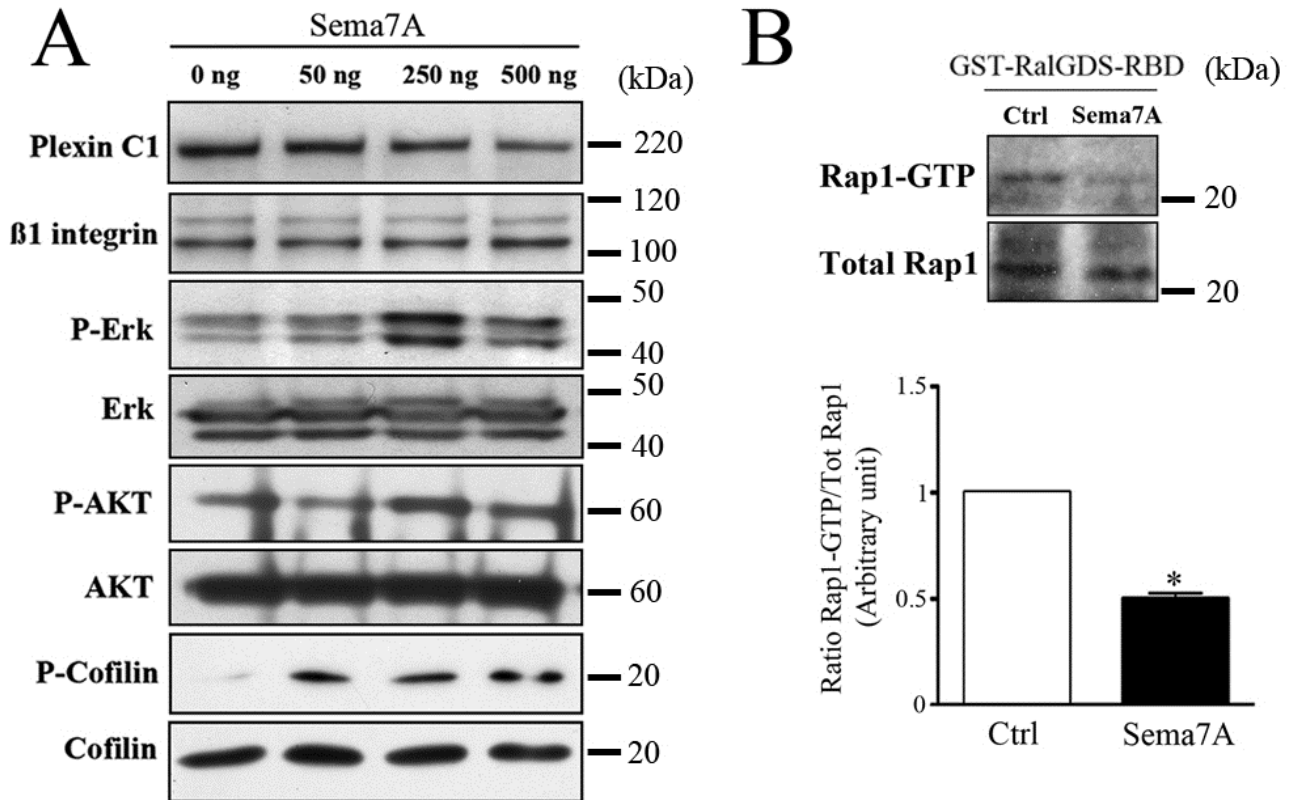 A
Sema7A
0 ng 50 ng 250 ng 500 ng (kDa)
Plexin C1 220
ß1 integrin 120
100
P-Erk 50
40
Erk 50
40
P-AKT 60
AKT 60
P-Cofilin 20
Cofilin 20
B
GST-RalGDS-RBD (kDa)
Ctrl Sema7A
Rap1-GTP 20
Total Rap1 20
Ratio Rap1-GTP/Tot Rap1
(Arbitrary unit)
1.5
1
0.5
0
*
Ctrl Sema7A